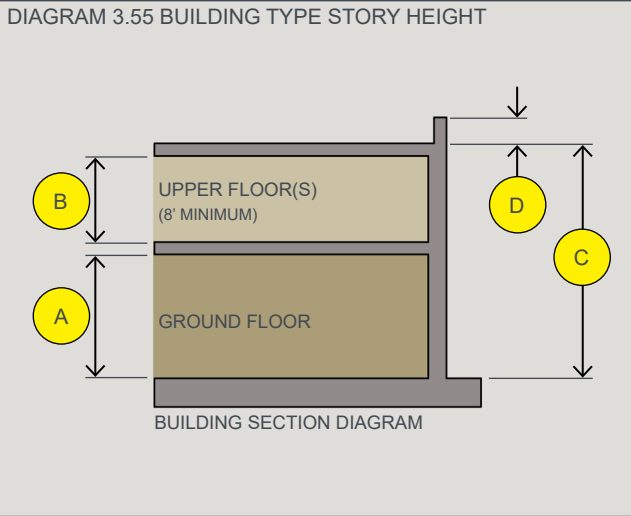 DIAGRAM 3.55 BUILDING TYPE STORY HEIGHT
B
UPPER FLOOR(S)
(8' MINIMUM)
D
C
A
GROUND FLOOR
BUILDING SECTION DIAGRAM